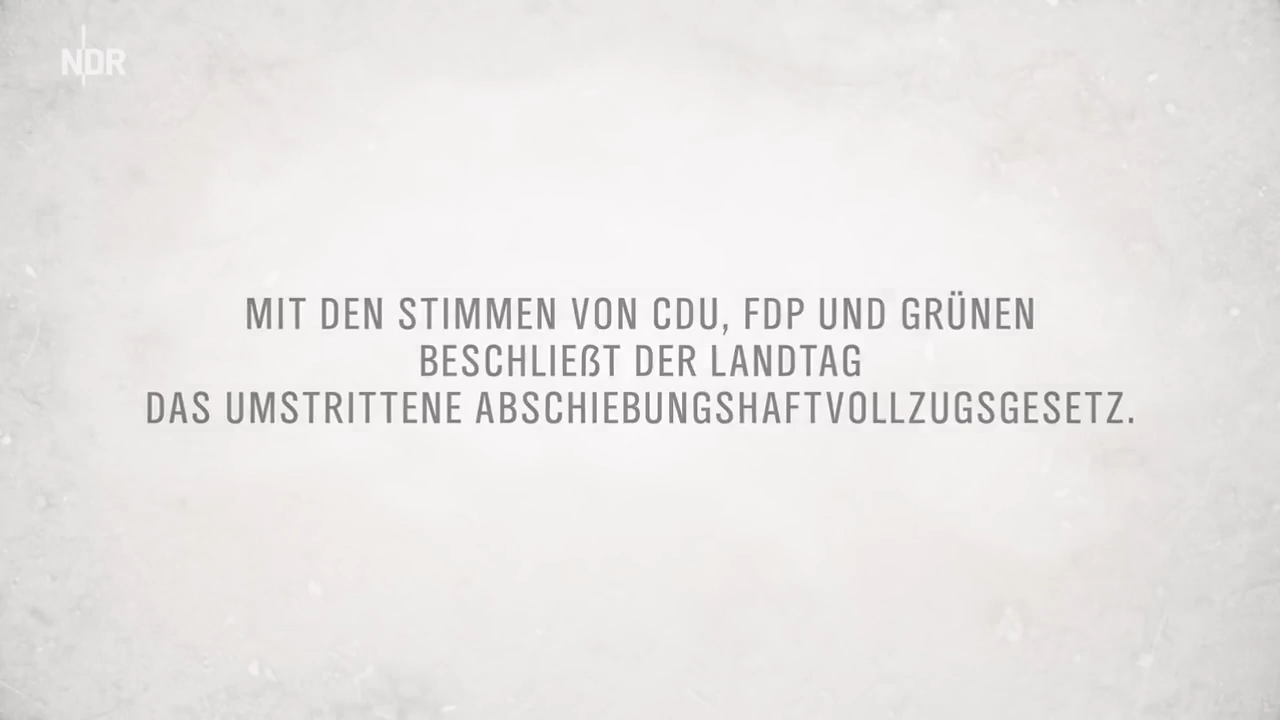 NDR
MIT DEN STIMMEN VON CDU, FDP UND GRÜNEN
BESCHLIEßT DER LANDTAG
DAS UMSTRITTENE ABSCHIEBUNGSHAFTVOLLZUGSGESETZ.